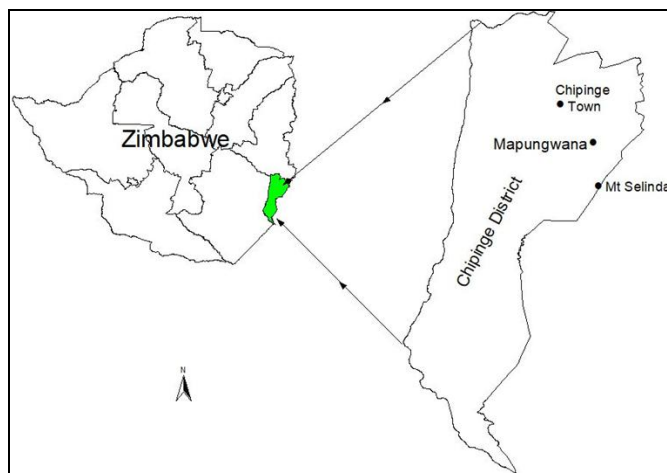 Zimbabwe
Chipinge
Town
Mapungwana
Mt Selinda
Chipinge District
N